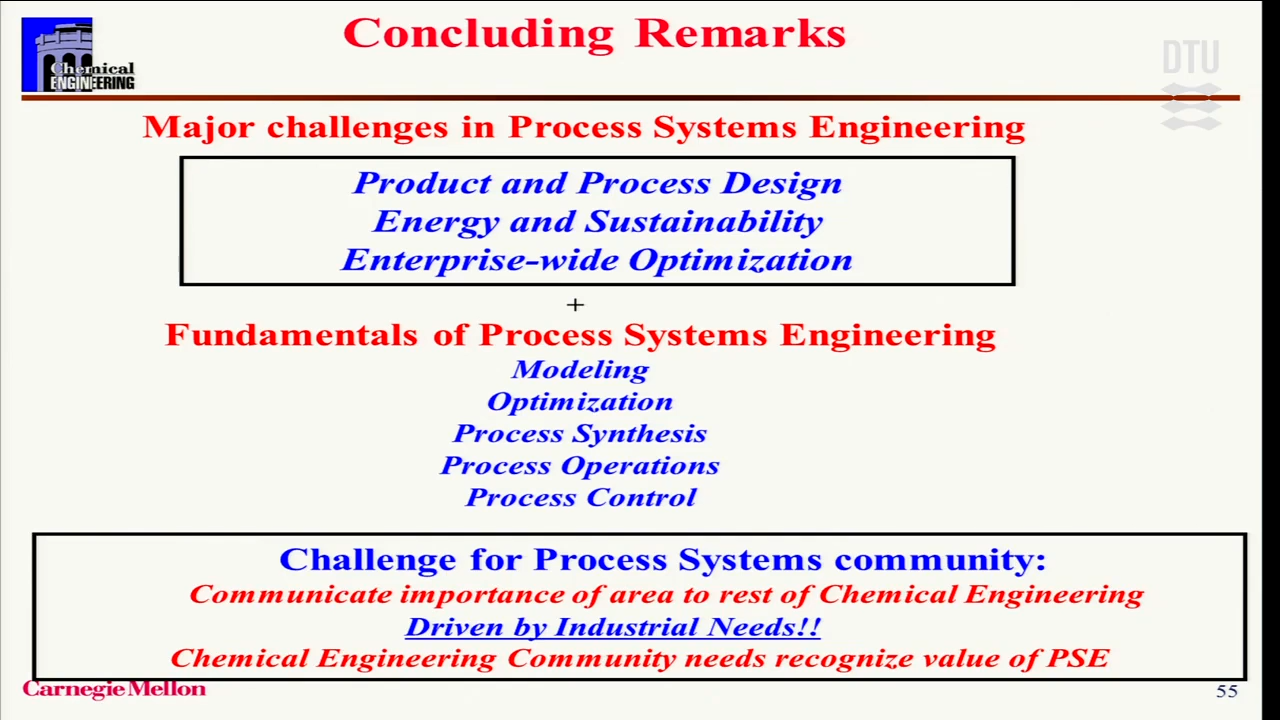 Concluding Remarks
Chemical
ENGINEERING
DTU
Major challenges in Process Systems Engineering
Product and Process Design
Energy and Sustainability
Enterprise-wide Optimization
+
Fundamentals of Process Systems Engineering
Modeling
Optimization
Process Synthesis
Process Operations
Process Control
Challenge for Process Systems community:
Communicate importance of area to rest of Chemical Engineering
Driven by Industrial Needs!!
Chemical Engineering Community needs recognize value of PSE
Carnegie Mellon
55